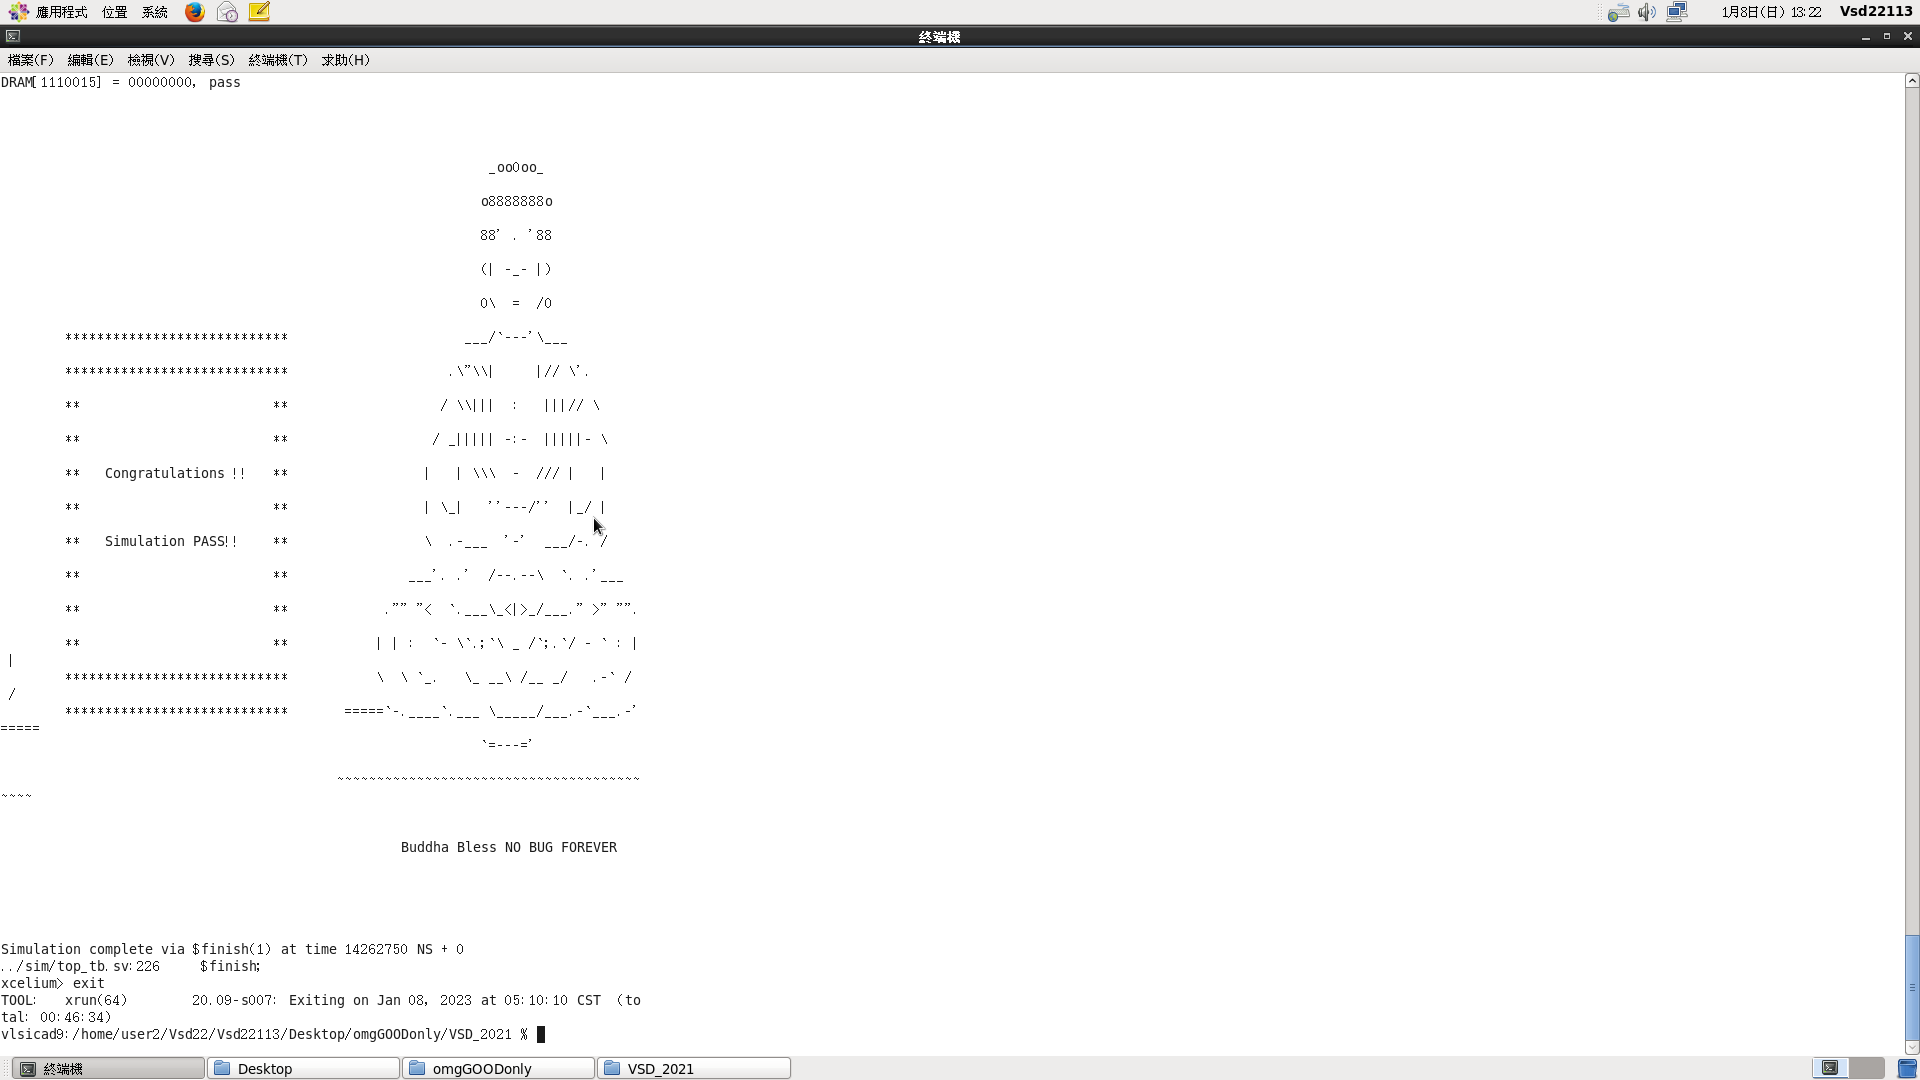 應用程式 位置 系統 1月8日(日) 13:22 Vsd22113
終端機
檔案(F) 編輯(E) 檢視(V) 搜尋(S) 終端機(T) 求助(H)
DRAM[1110015] = 00000000, pass
_oo0oo_
o8888888o
88' . '88
(| -_- |)
0\  =  /0
**************************** ___/`---'\___
**************************** .\"\\|     |// \'.
**                        ** / \\|||  :   |||// \
**                        ** / _||||| -:-  |||||- \
**   Congratulations !!   ** |   | \\\  -  /// |   |
**                        ** | \_|   ''---/''  |_/ |
**   Simulation PASS!!    ** \  .-___  '-'  ___/-. /
**                        ** ___'. .'  /--.--\  `. .'___
**                        ** ."" "<  `.___\_<|>_/___." >" "".
**                        ** | | :  `- \`.;`\ _ /`;.`/ - ` : |
|
**************************** \  \ `_.   \_ __\ /__ _/   .-` /
/
**************************** =====`-.____`.___ \_____/___.-`___.-'
=====
`=---='
~~~~~~~~~~~~~~~~~~~~~~~~~~~~~~~~~~~~~~
~~~~
Buddha Bless NO BUG FOREVER
Simulation complete via $finish(1) at time 14262750 NS + 0
../sim/top_tb.sv:226     $finish;
xcelium> exit
TOOL:   xrun(64)        20.09-s007: Exiting on Jan 08, 2023 at 05:10:10 CST  (to
tal: 00:46:34)
vlsicad9:/home/user2/Vsd22/Vsd22113/Desktop/omgGOODonly/VSD_2021 %
終端機 Desktop omgGOODonly VSD_2021